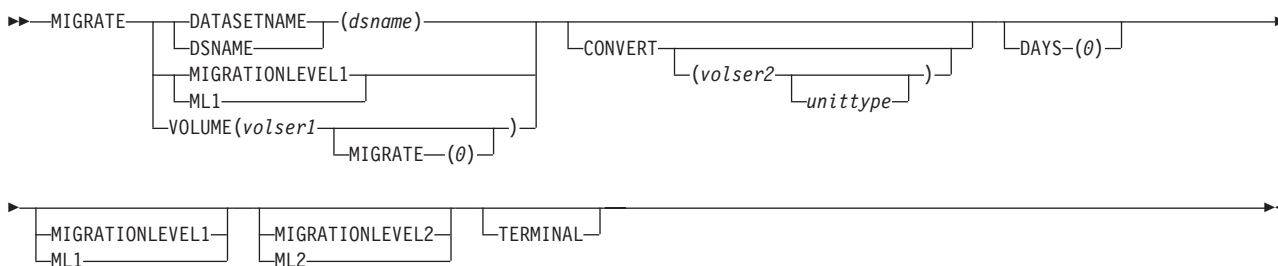 MIGRATE DATASETNAME (dsname)
DSNAME CONVERT DAYS (0)
MIGRATIONLEVEL1 (volser2 )
ML1 unittype
VOLUME(volser1 )
MIGRATE (0)
MIGRATIONLEVEL1 MIGRATIONLEVEL2 TERMINAL
ML1 ML2